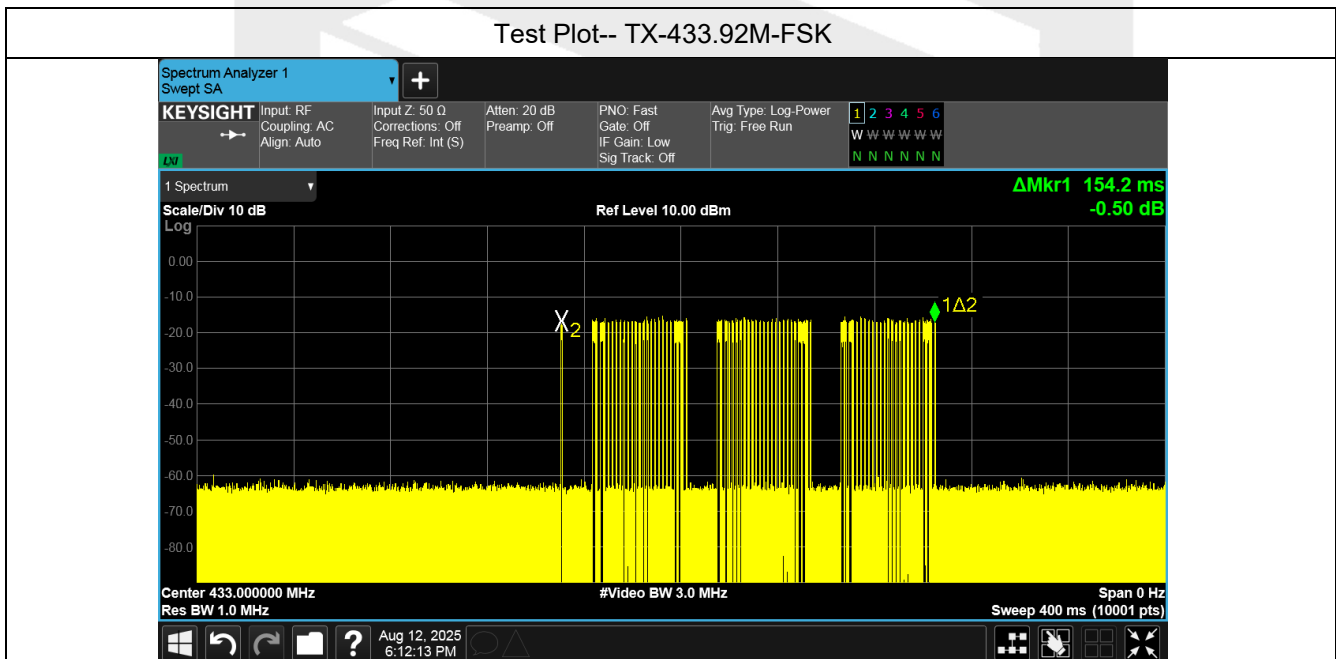 Test Plot-- TX-433.92M-FSK
Spectrum Analyzer 1
Swept SA
+
KEYSIGHT
LXI
Input: RF
Coupling: AC
Align: Auto
Input Z: 50 Ω
Corrections: Off
Freq Ref: Int (S)
Atten: 20 dB
Preamp: Off
PNO: Fast
Gate: Off
IF Gain: Low
Sig Track: Off
Avg Type: Log-Power
Trig: Free Run
1 2 3 4 5 6
W W W W W W
N N N N N N
1 Spectrum
Scale/Div 10 dB
Ref Level 10.00 dBm
ΔMkr1 154.2 ms
-0.50 dB
Log
0.00
-10.0
-20.0
-30.0
-40.0
-50.0
-60.0
-70.0
-80.0
X2
1Δ2
Center 433.000000 MHz
#Video BW 3.0 MHz
Span 0 Hz
Res BW 1.0 MHz
Sweep 400 ms (10001 pts)
?
Aug 12, 2025
6:12:13 PM